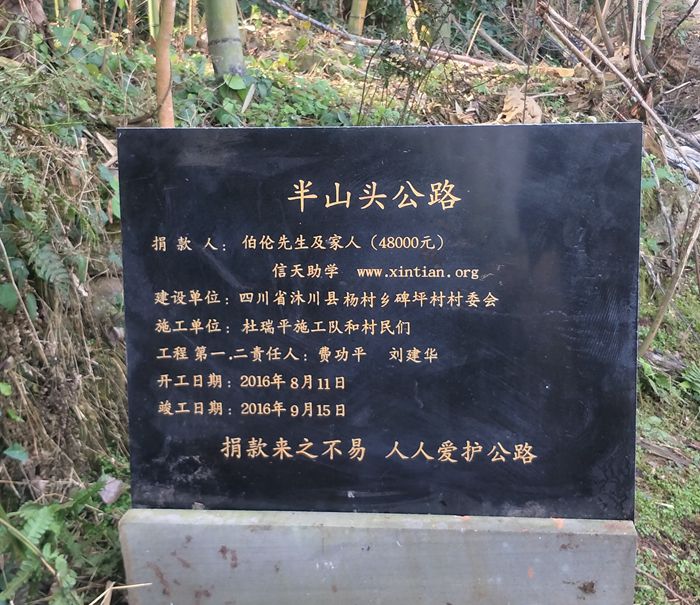 半山头公路
捐款人：伯伦先生及家人（48000元）
信天助学 www.xintian.org
建设单位：四川省沐川县杨村乡碑坪村村委会
施工单位：杜瑞平施工队和村民们
工程第一.二责任人：费功平 刘建华
开工日期：2016年8月11日
竣工日期：2016年9月15日
捐款来之不易 人人爱护公路